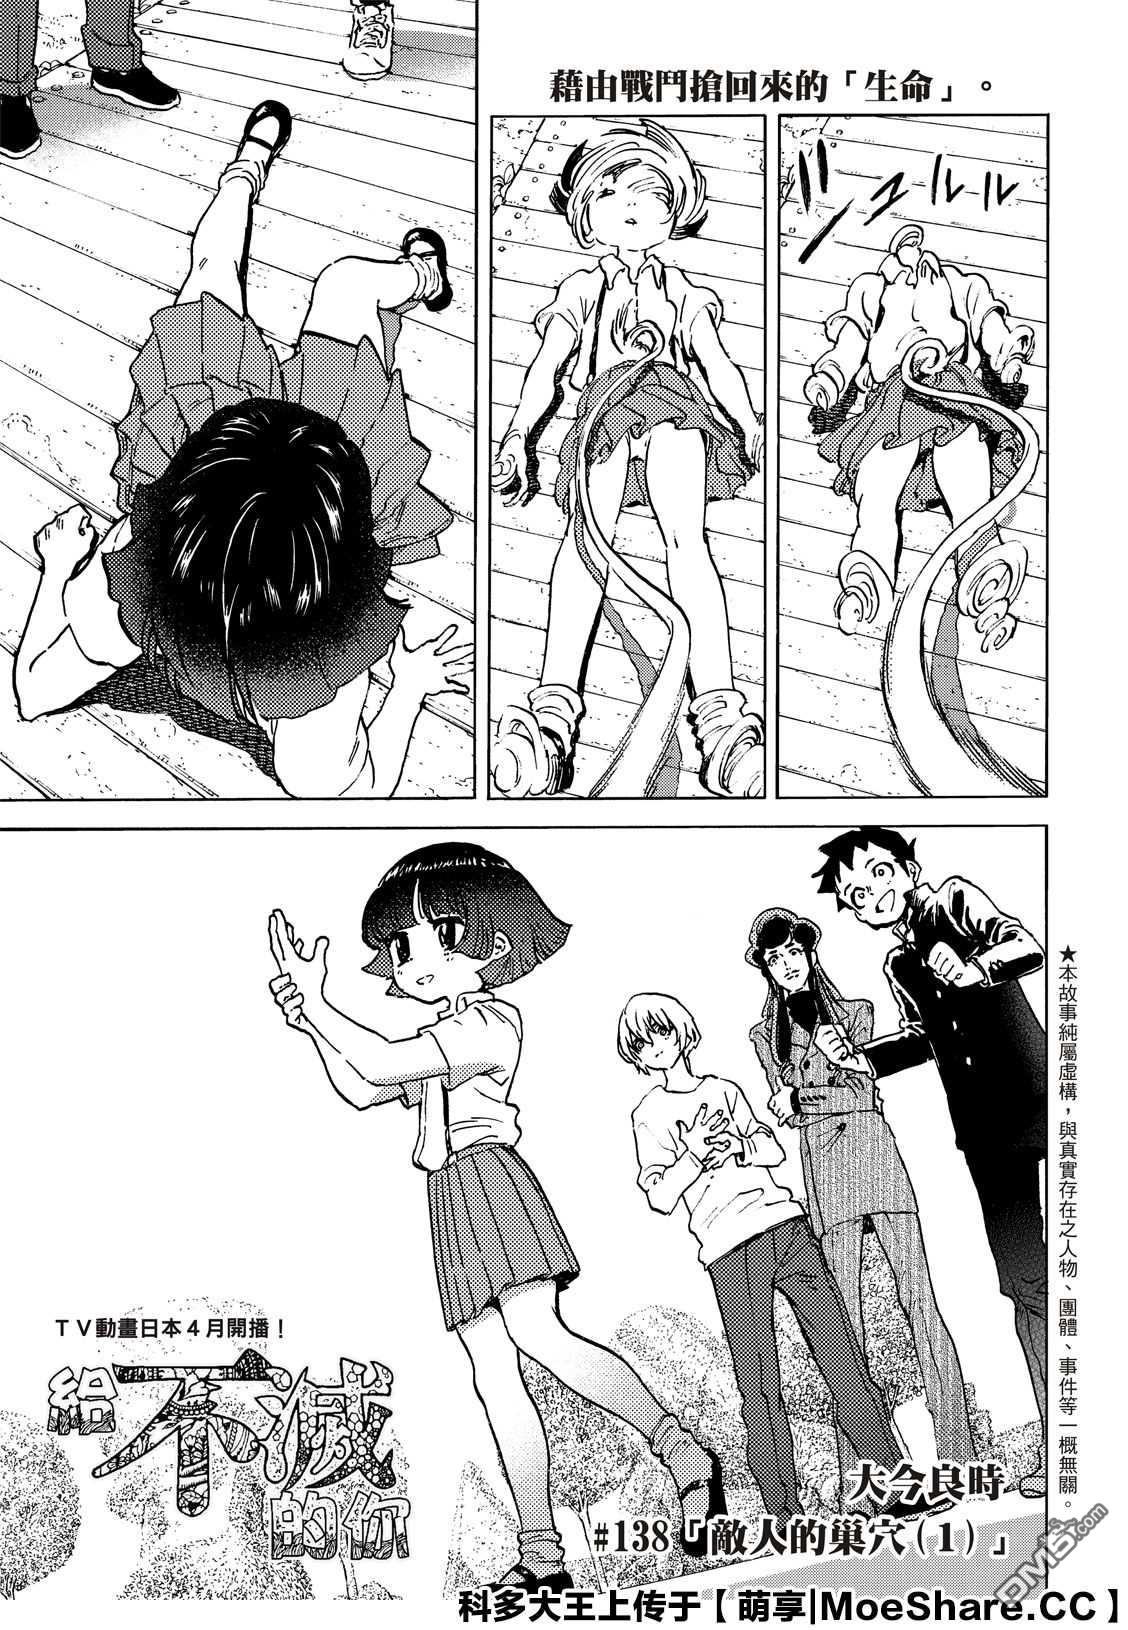 藉由戰鬥搶回來的「生命」。
ジュルルル
★本故事純屬虛構，與真實存在之人物、團體、事件等一概無關。
ＴＶ動畫日本４月開播！
給不滅的你
大今良時
#138「敵人的巢穴（1）」
DM5.com
科多大王上传于【萌享|MoeShare.CC】